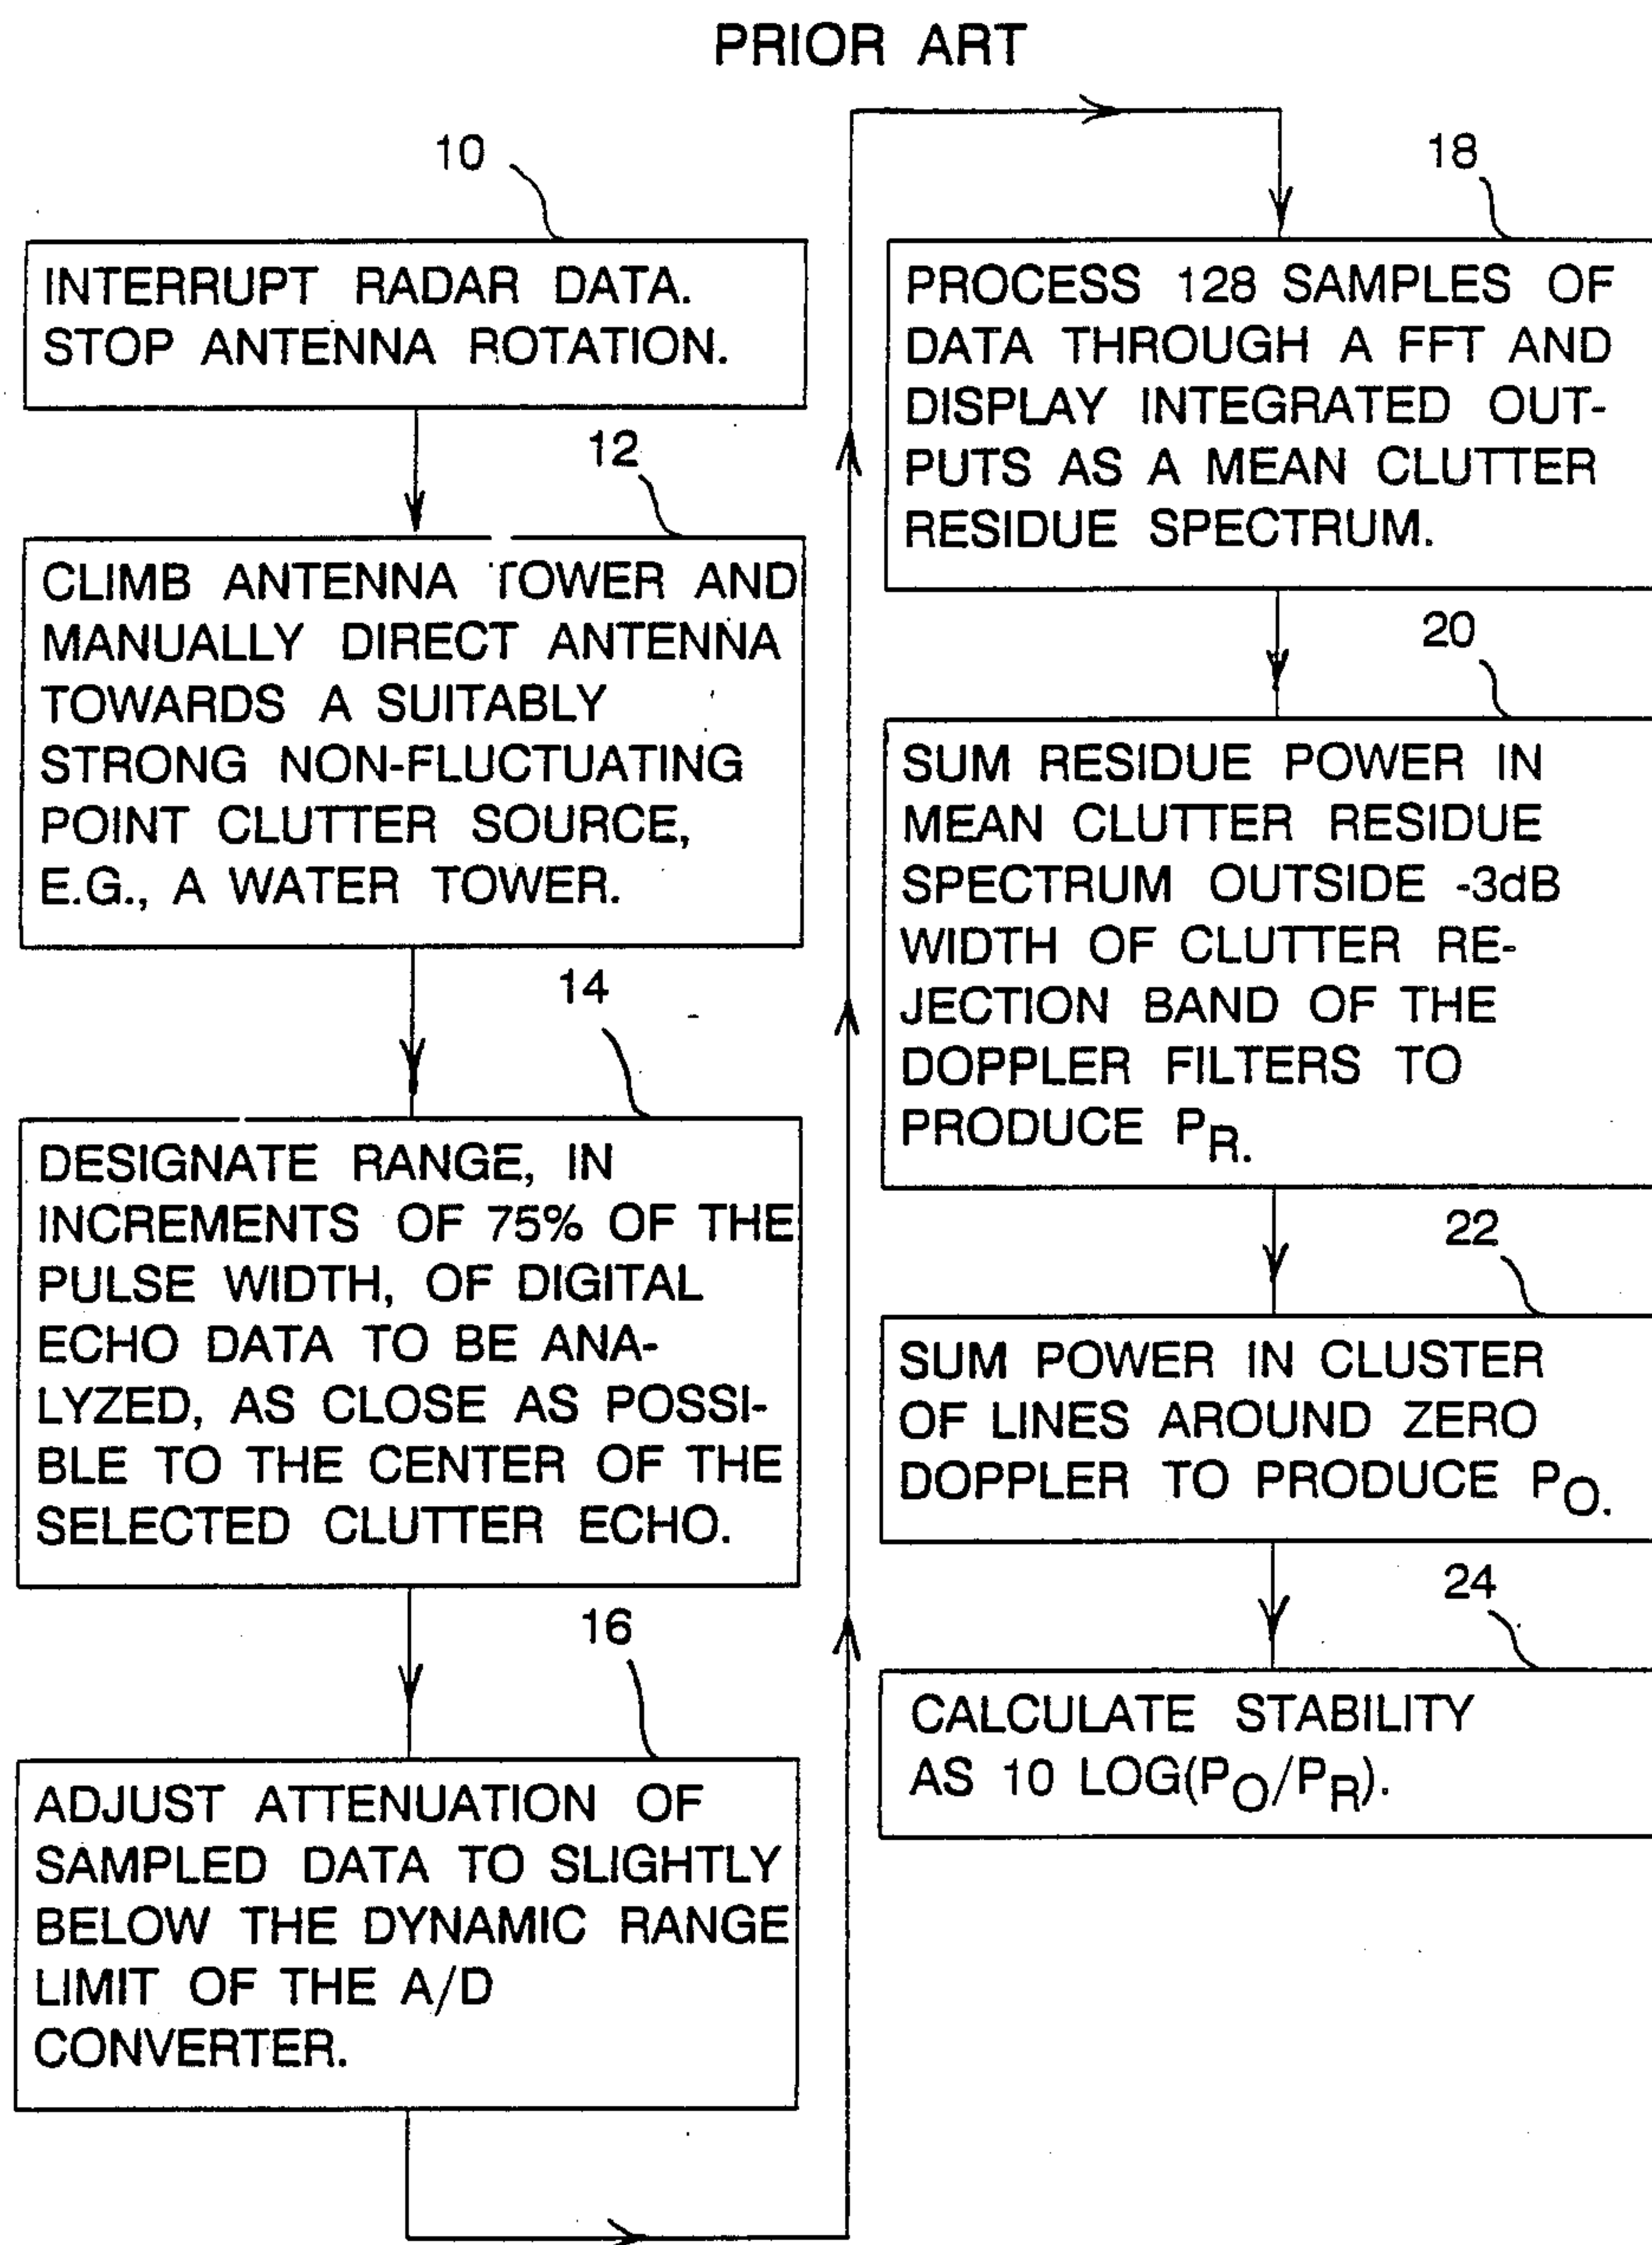 PRIOR ART
10
INTERRUPT RADAR DATA.
STOP ANTENNA ROTATION.
12
CLIMB ANTENNA TOWER AND
MANUALLY DIRECT ANTENNA
TOWARDS A SUITABLY
STRONG NON-FLUCTUATING
POINT CLUTTER SOURCE,
E.G., A WATER TOWER.
14
DESIGNATE RANGE, IN
INCREMENTS OF 75% OF THE
PULSE WIDTH, OF DIGITAL
ECHO DATA TO BE ANA-
LYZED, AS CLOSE AS POSSI-
BLE TO THE CENTER OF THE
SELECTED CLUTTER ECHO.
16
ADJUST ATTENUATION OF
SAMPLED DATA TO SLIGHTLY
BELOW THE DYNAMIC RANGE
LIMIT OF THE A/D
CONVERTER.
18
PROCESS 128 SAMPLES OF
DATA THROUGH A FFT AND
DISPLAY INTEGRATED OUT-
PUTS AS A MEAN CLUTTER
RESIDUE SPECTRUM.
20
SUM RESIDUE POWER IN
MEAN CLUTTER RESIDUE
SPECTRUM OUTSIDE -3dB
WIDTH OF CLUTTER RE-
JECTION BAND OF THE
DOPPLER FILTERS TO
PRODUCE PR.
22
SUM POWER IN CLUSTER
OF LINES AROUND ZERO
DOPPLER TO PRODUCE PO.
24
CALCULATE STABILITY
AS 10 LOG(PO/PR).